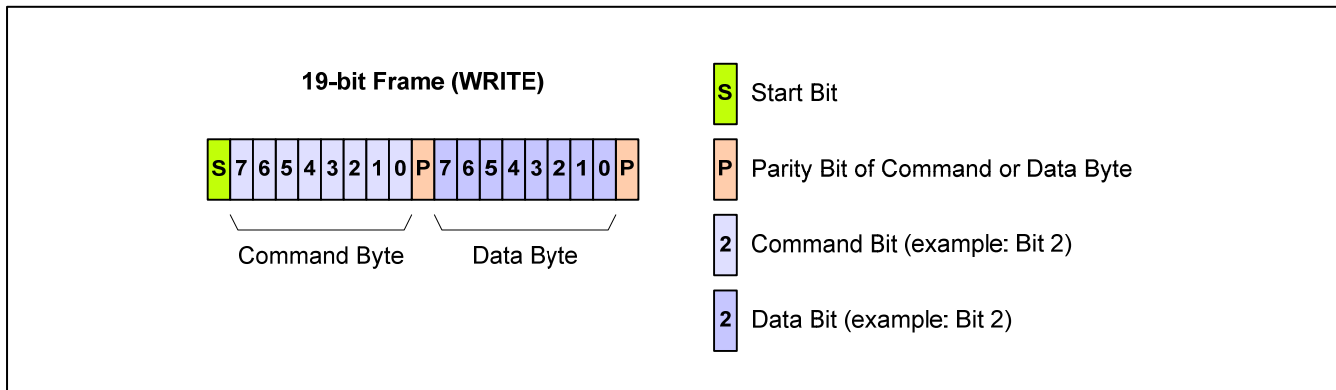 19-bit Frame (WRITE)
S 7 6 5 4 3 2 1 0 P 7 6 5 4 3 2 1 0 P
Command Byte Data Byte
S Start Bit
P Parity Bit of Command or Data Byte
2 Command Bit (example: Bit 2)
2 Data Bit (example: Bit 2)